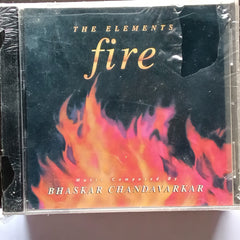 THE ELEMENTS
fire
Music Composed By
BHASKAR CHANDAVARKAR